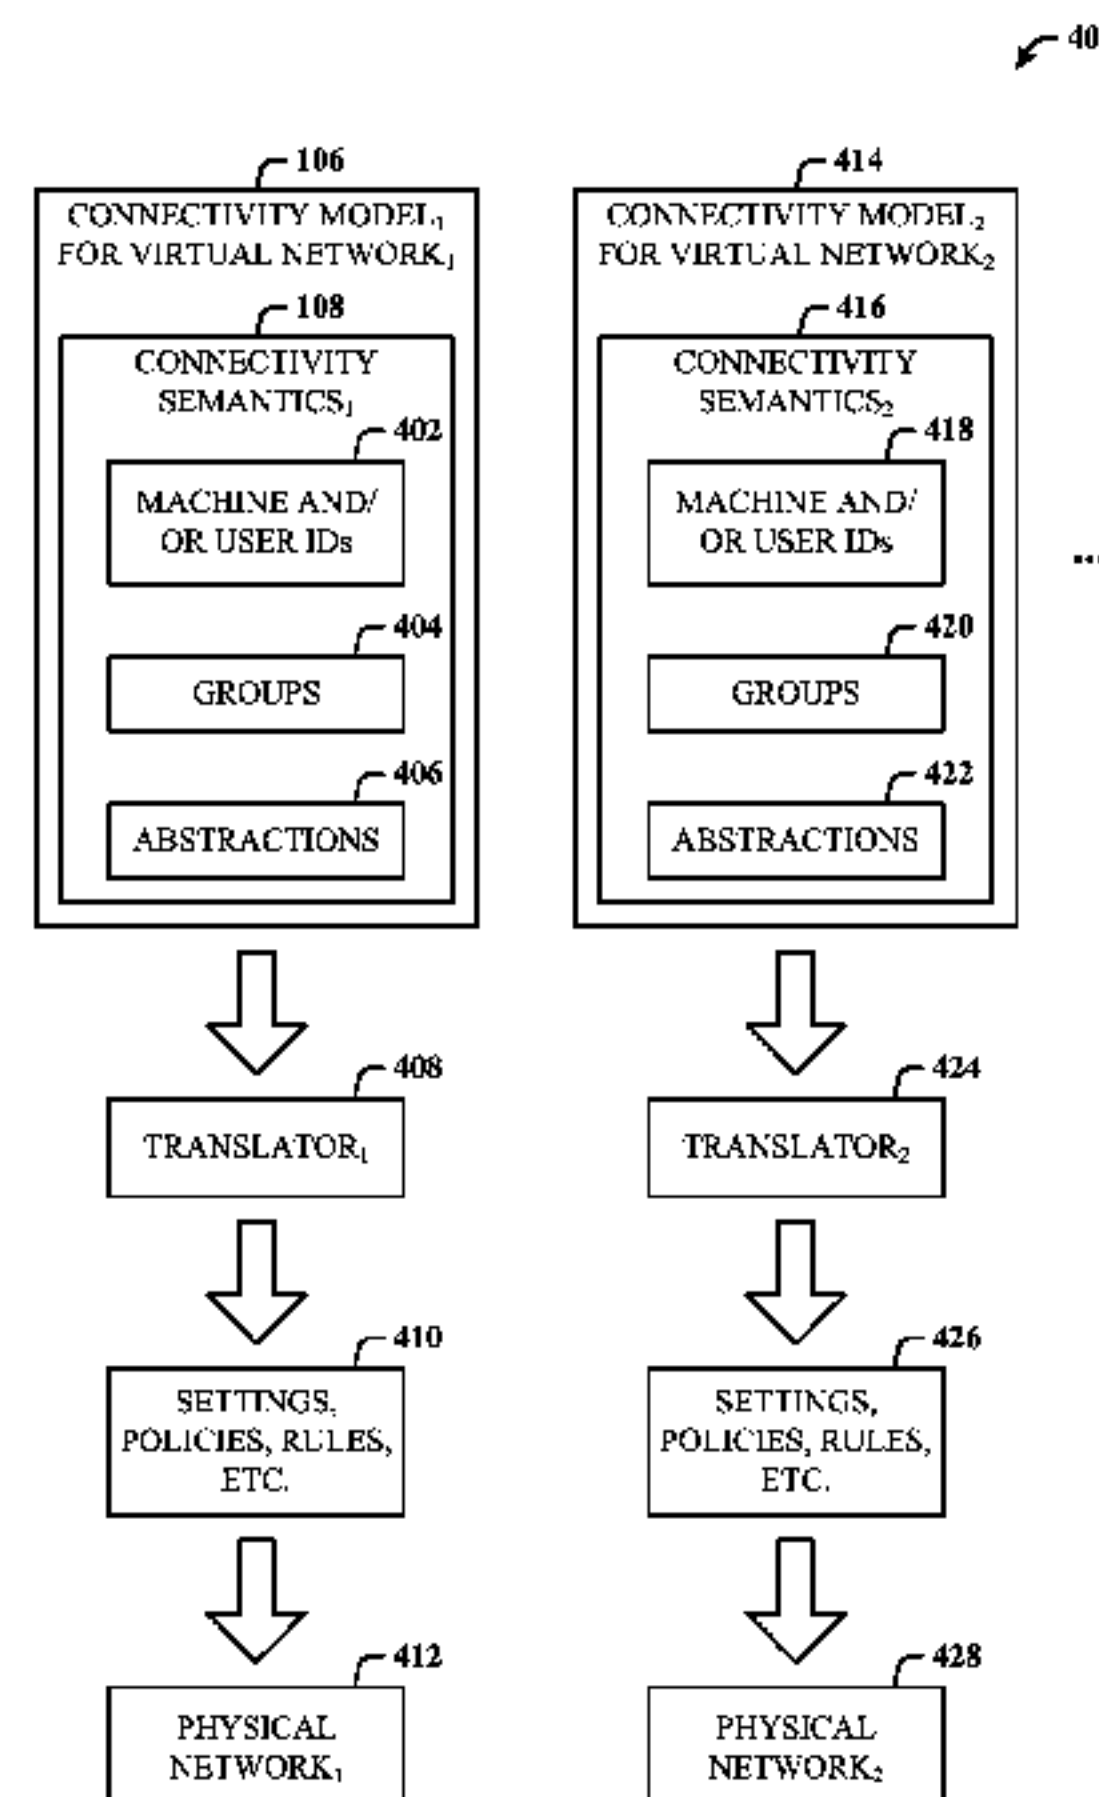 40
106
CONNECTIVITY MODEL₁
FOR VIRTUAL NETWORK₁
108
CONNECTIVITY
SEMANTICS₁
402
MACHINE AND/
OR USER IDs
404
GROUPS
406
ABSTRACTIONS
408
TRANSLATOR₁
410
SETTINGS,
POLICIES, RULES,
ETC.
412
PHYSICAL
NETWORK₁
414
CONNECTIVITY MODEL₂
FOR VIRTUAL NETWORK₂
416
CONNECTIVITY
SEMANTICS₂
418
MACHINE AND/
OR USER IDs
420
GROUPS
422
ABSTRACTIONS
424
TRANSLATOR₂
426
SETTINGS,
POLICIES, RULES,
ETC.
428
PHYSICAL
NETWORK₂
...